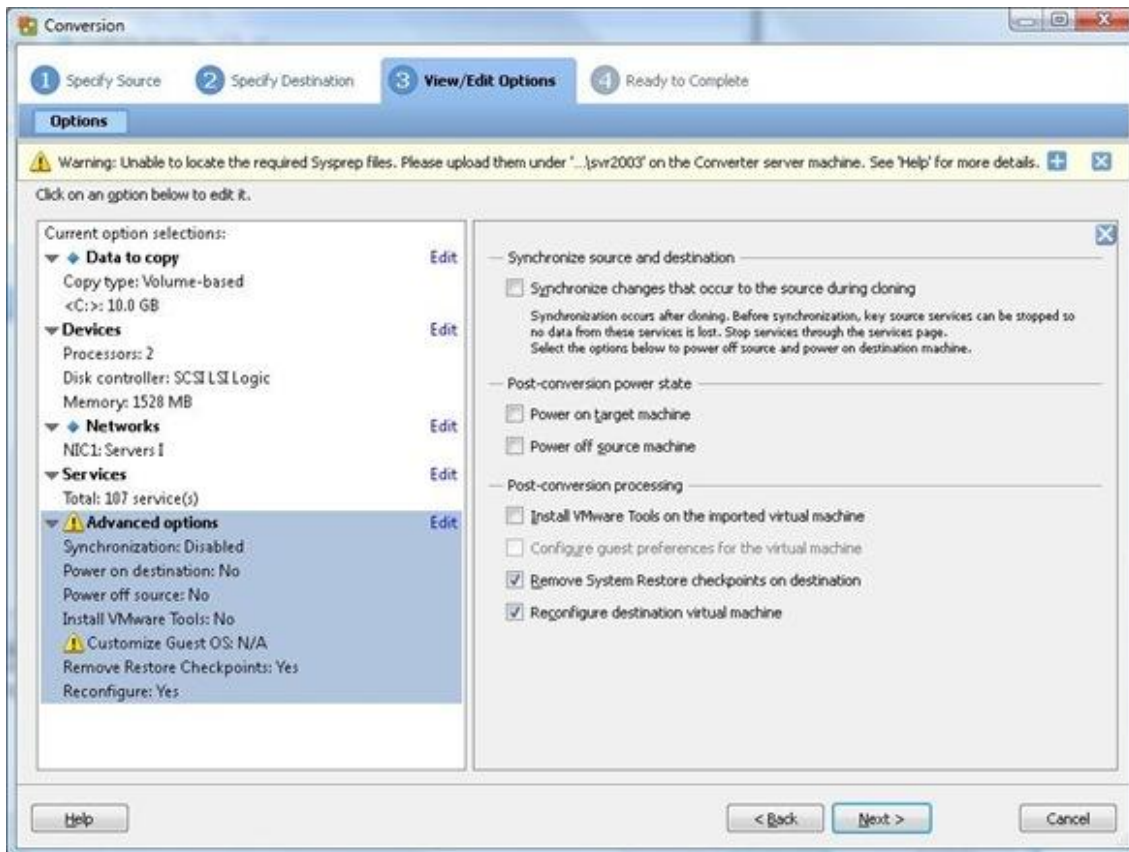 Conversion
1 Specify Source 2 Specify Destination 3 View/Edit Options 4 Ready to Complete
Options
Warning: Unable to locate the required Sysprep files. Please upload them under '...\svr2003' on the Converter server machine. See 'Help' for more details.
Click on an option below to edit it.
Current option selections:
Data to copy Edit
Copy type: Volume-based
<C:>: 10.0 GB
Devices Edit
Processors: 2
Disk controller: SCSI LSI Logic
Memory: 1528 MB
Networks Edit
NIC1: Servers I
Services Edit
Total: 107 service(s)
Advanced options Edit
Synchronization: Disabled
Power on destination: No
Power off source: No
Install VMware Tools: No
Customize Guest OS: N/A
Remove Restore Checkpoints: Yes
Reconfigure: Yes
Synchronize source and destination
Synchronize changes that occur to the source during cloning
Synchronization occurs after cloning. Before synchronization, key source services can be stopped so
no data from these services is lost. Stop services through the services page.
Select the options below to power off source and power on destination machine.
Post-conversion power state
Power on target machine
Power off source machine
Post-conversion processing
Install VMware Tools on the imported virtual machine
Configure guest preferences for the virtual machine
Remove System Restore checkpoints on destination
Reconfigure destination virtual machine
Help < Back Next > Cancel